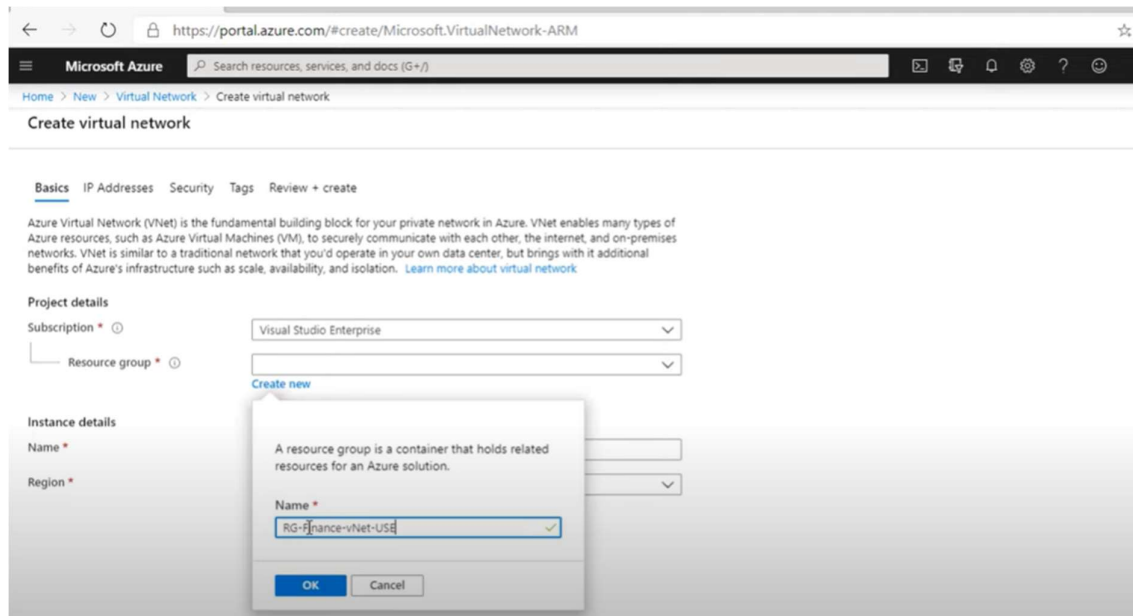 https://portal.azure.com/#create/Microsoft.VirtualNetwork-ARM
Microsoft Azure
Search resources, services, and docs (G+/)
Home > New > Virtual Network > Create virtual network
Create virtual network
Basics IP Addresses Security Tags Review + create
Azure Virtual Network (VNet) is the fundamental building block for your private network in Azure. VNet enables many types of
Azure resources, such as Azure Virtual Machines (VM), to securely communicate with each other, the internet, and on-premises
networks. VNet is similar to a traditional network that you'd operate in your own data center, but brings with it additional
benefits of Azure's infrastructure such as scale, availability, and isolation. Learn more about virtual network
Project details
Subscription *
Visual Studio Enterprise
Resource group *
Create new
Instance details
Name *
Region *
A resource group is a container that holds related
resources for an Azure solution.
Name *
RG-Finance-vNet-USE
OK Cancel